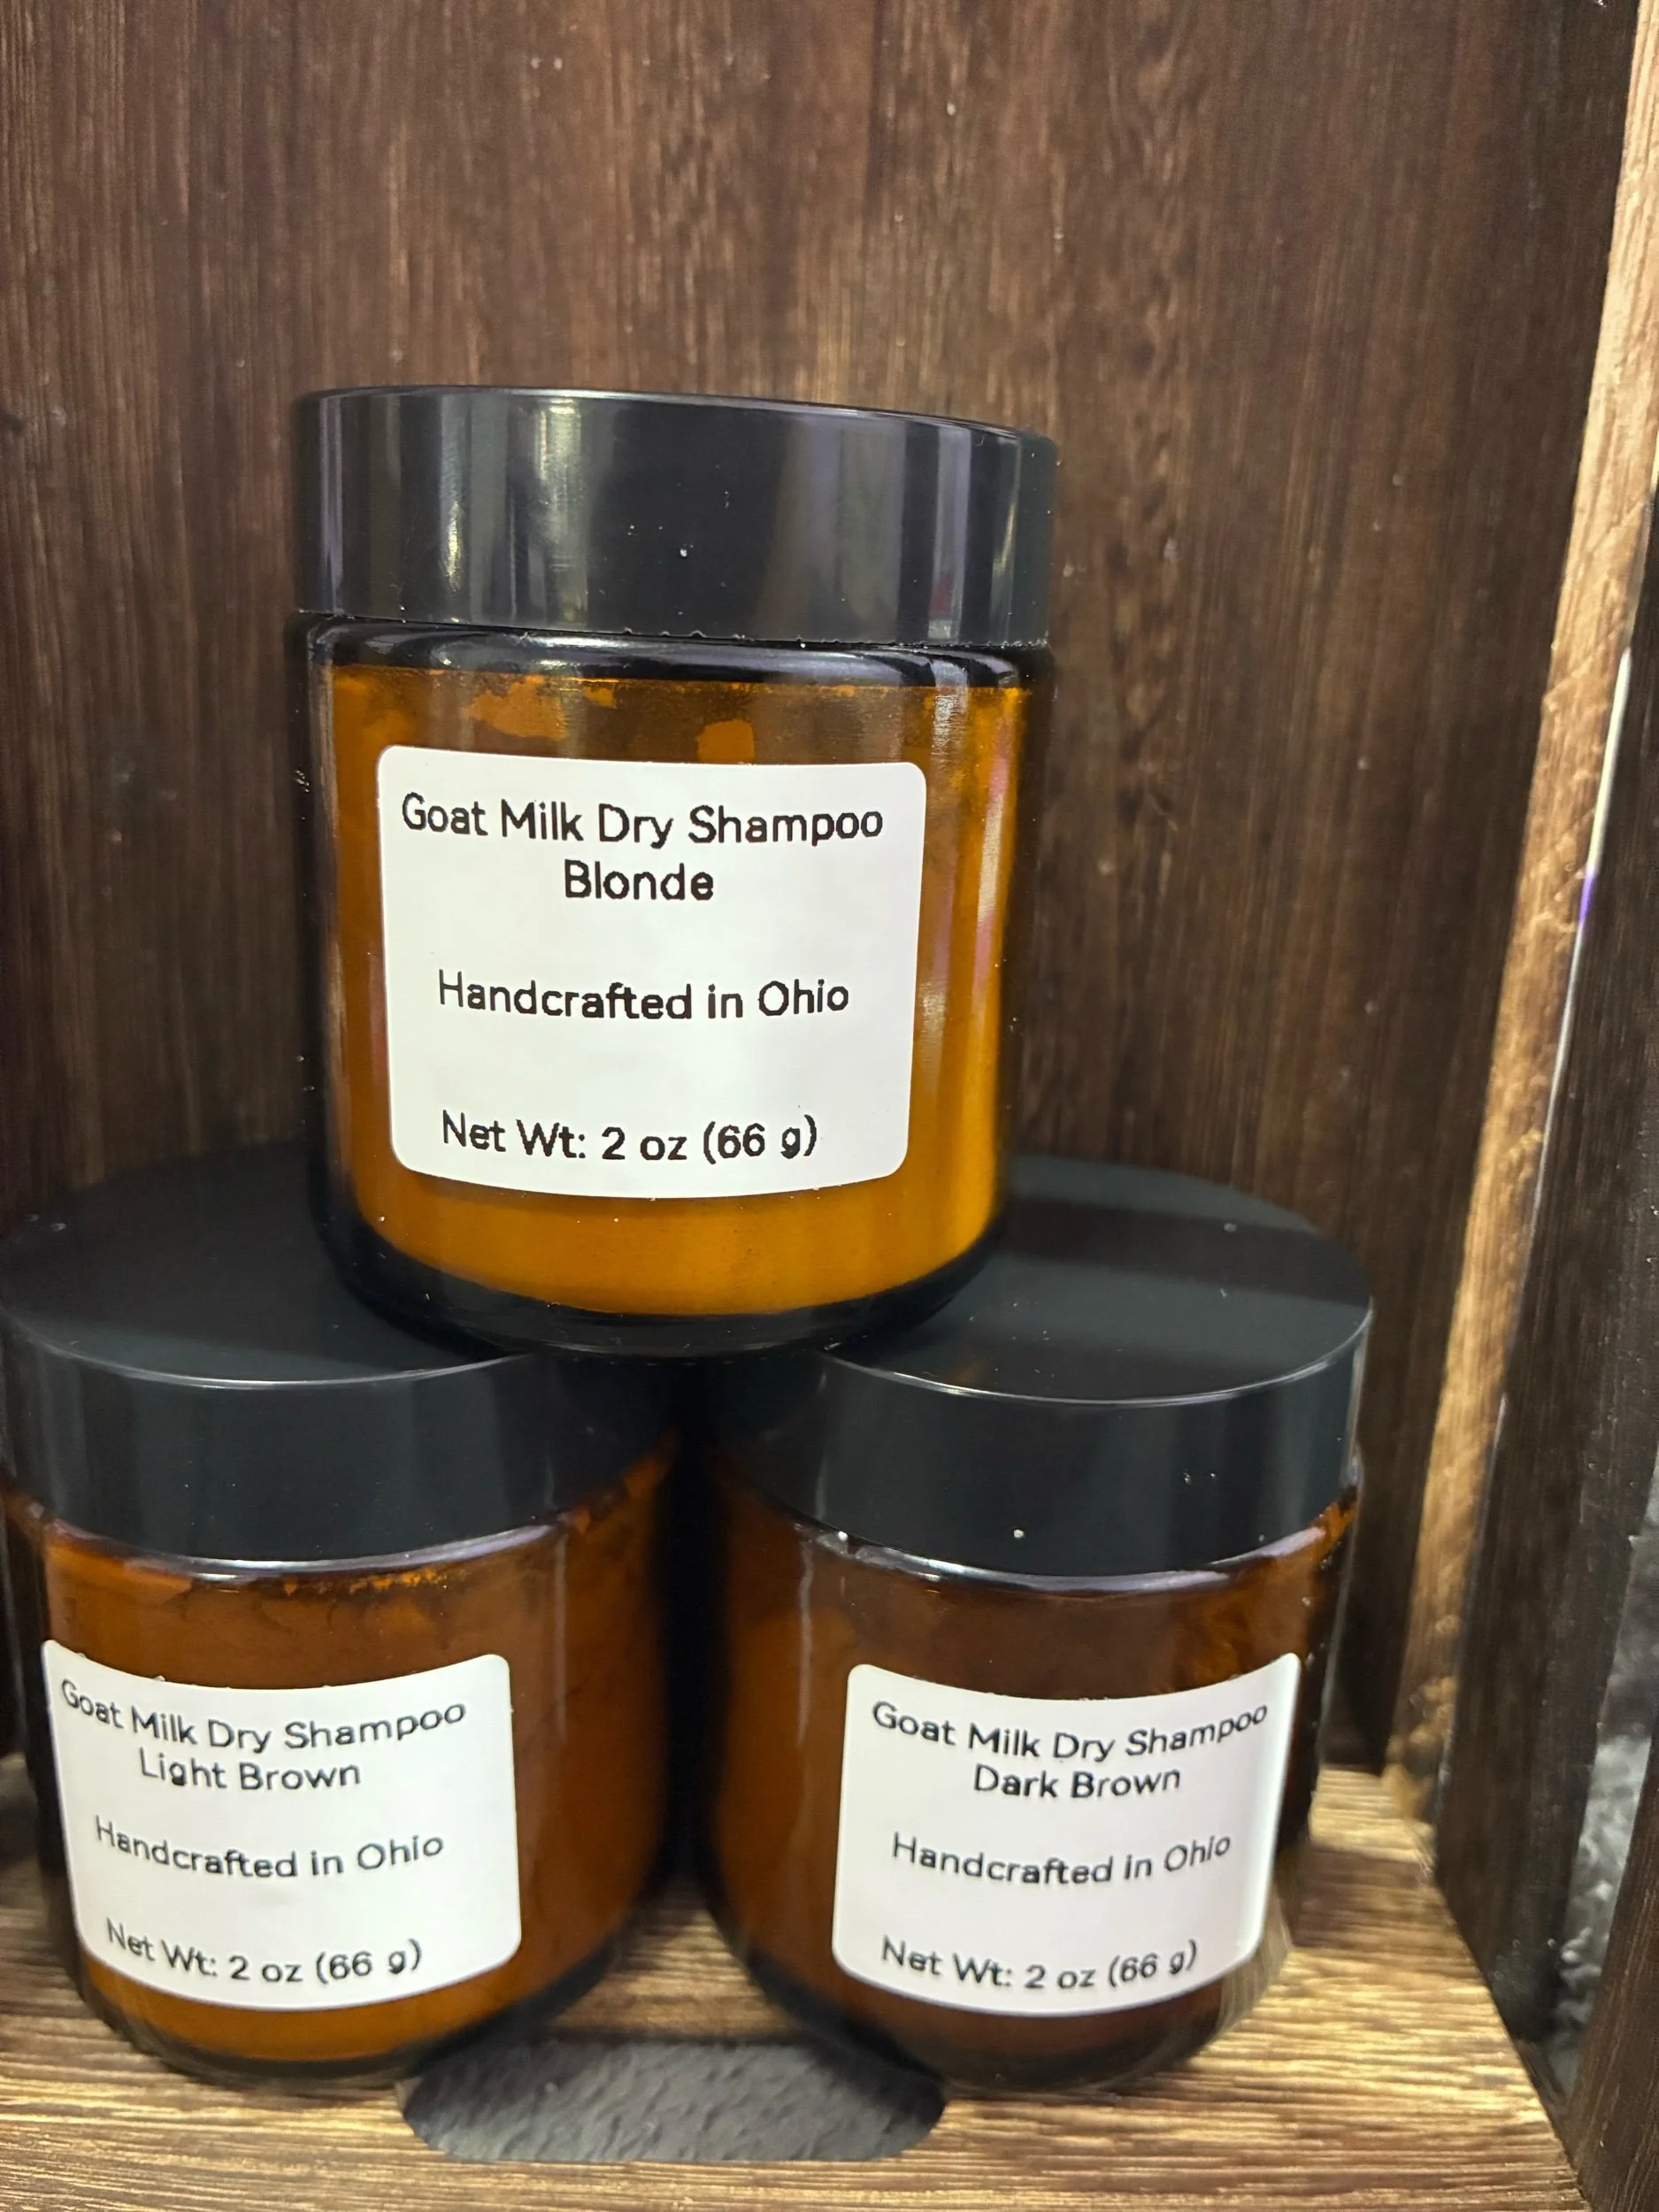 Goat Milk Dry Shampoo
Blonde
Handcrafted in Ohio
Net Wt: 2 oz (66 g)
Goat Milk Dry Shampoo
Light Brown
Handcrafted in Ohio
Net Wt: 2 oz (66 g)
Goat Milk Dry Shampoo
Dark Brown
Handcrafted in Ohio
Net Wt: 2 oz (66 g)